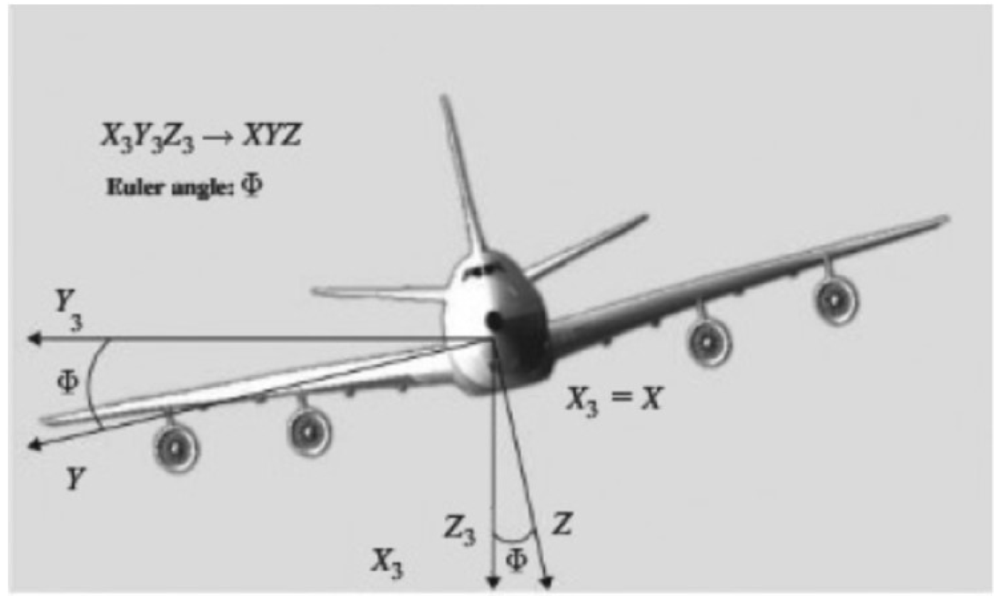 X₃Y₃Z₃ → XYZ
Euler angle: Φ
Y₃
Φ
X₃ = X
Y
Z₃
Z
X₃
Φ